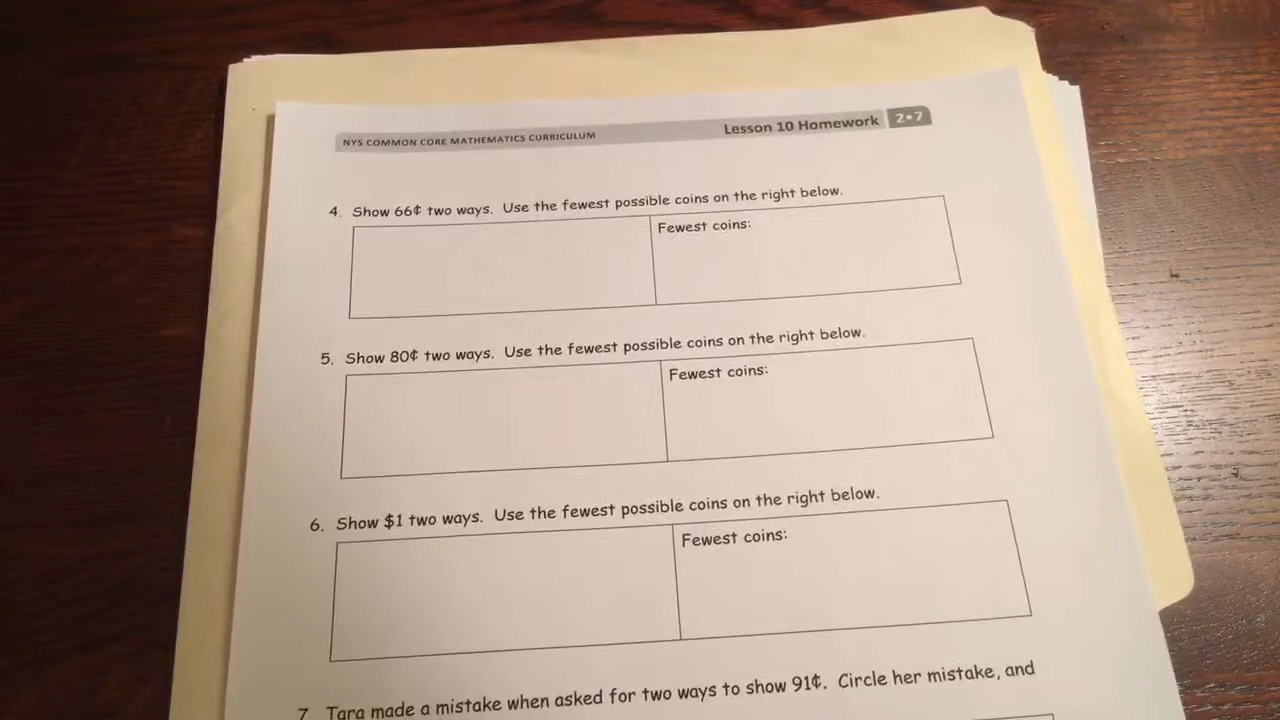 NYS COMMON CORE MATHEMATICS CURRICULUM Lesson 10 Homework 2•7
4. Show 66¢ two ways. Use the fewest possible coins on the right below.
Fewest coins:
5. Show 80¢ two ways. Use the fewest possible coins on the right below.
Fewest coins:
6. Show $1 two ways. Use the fewest possible coins on the right below.
Fewest coins:
7. Tara made a mistake when asked for two ways to show 91¢. Circle her mistake, and